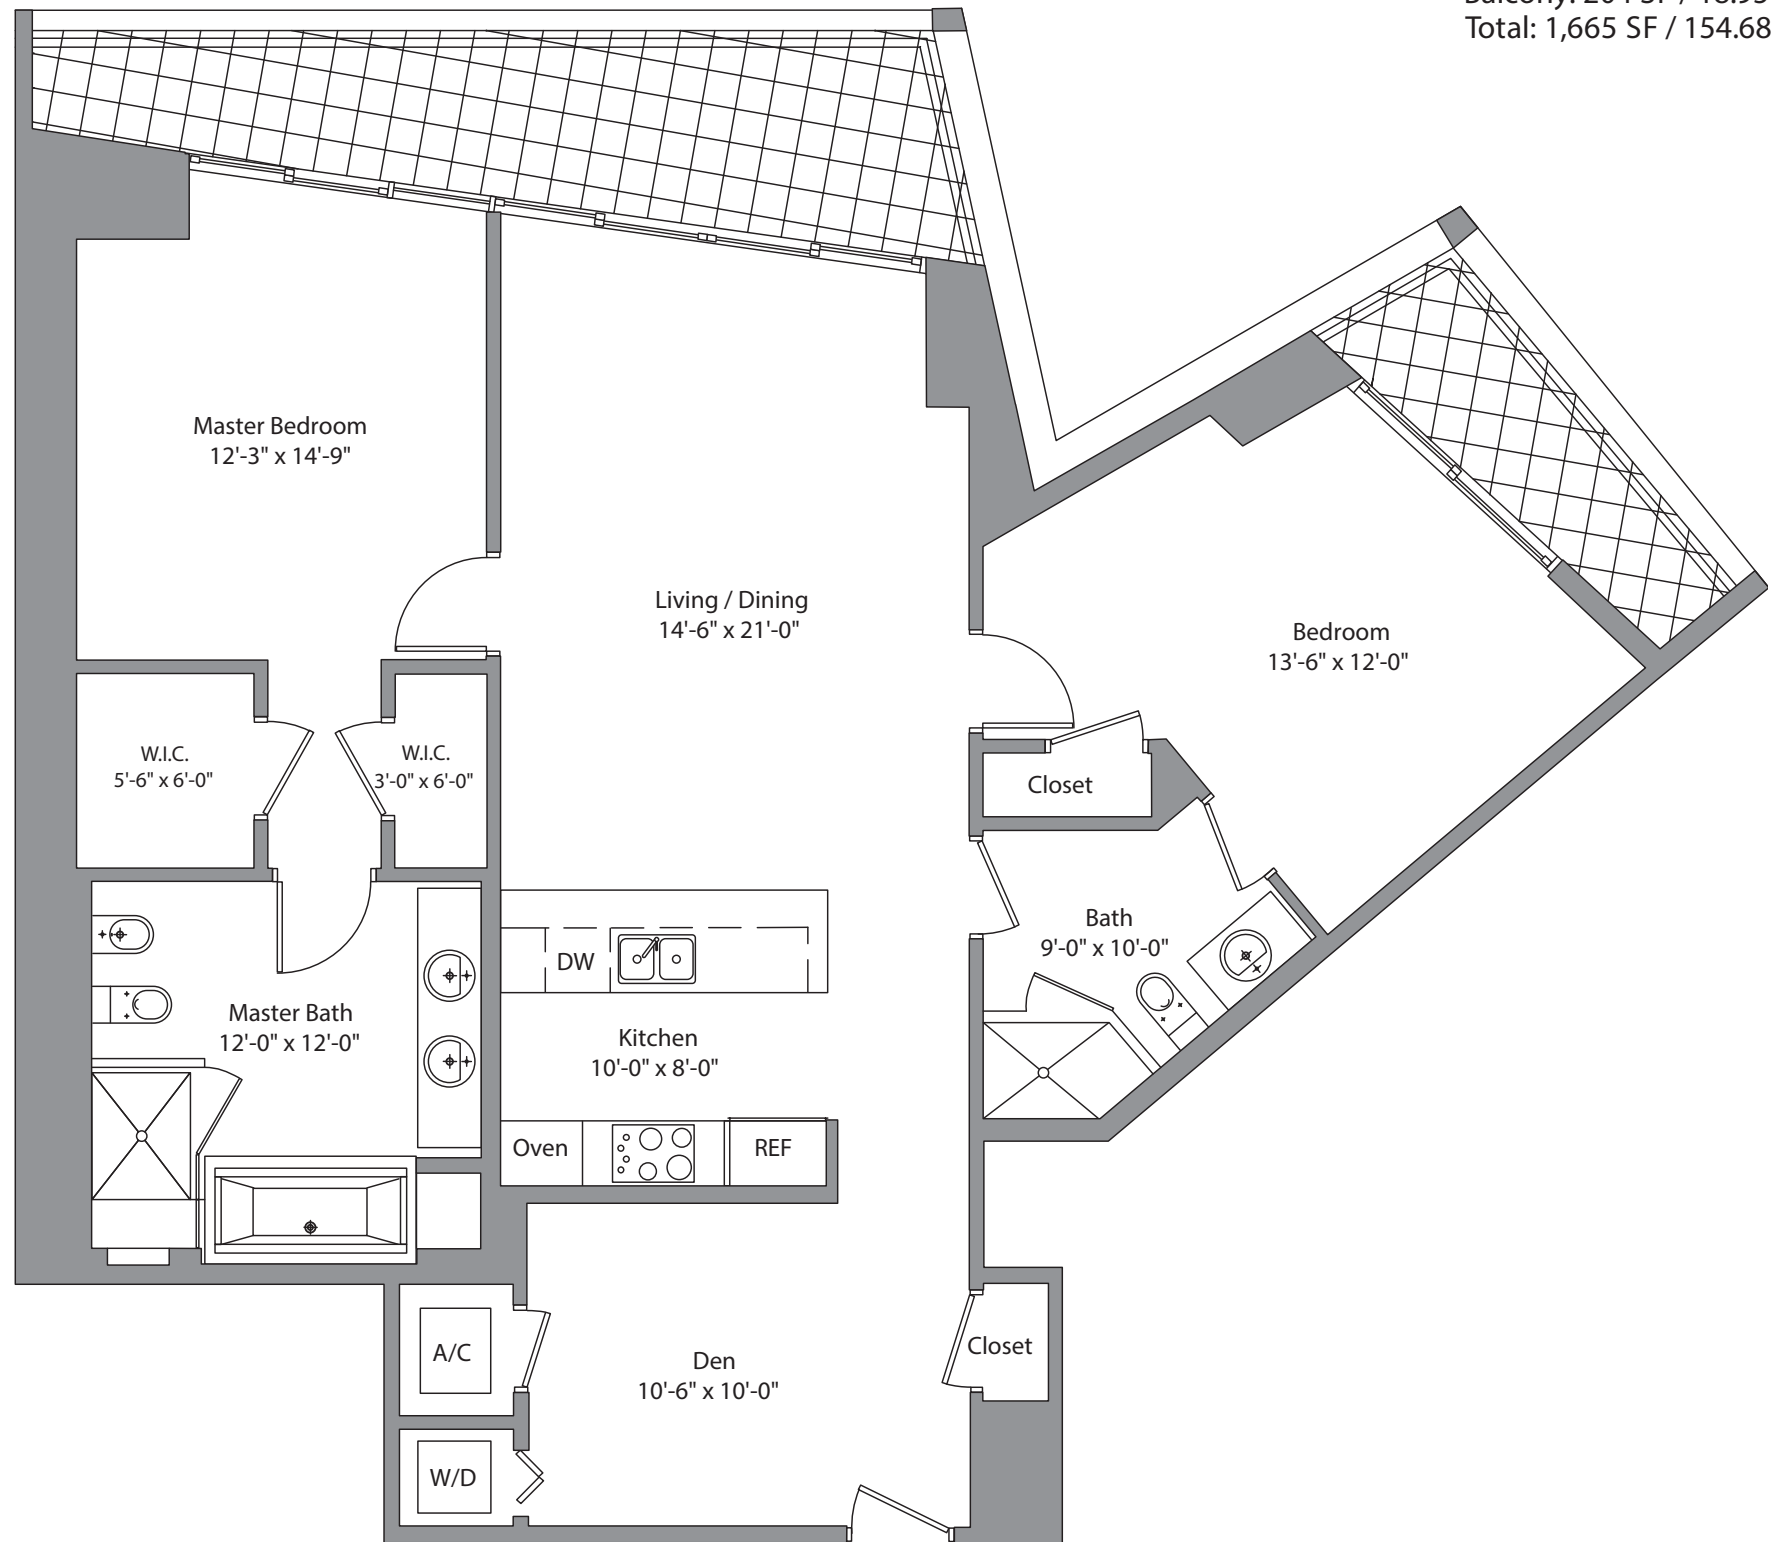 Total: 1,665 SF / 154.68
Master Bedroom
12'-3" x 14'-9"
Living / Dining
14'-6" x 21'-0"
Bedroom
13'-6" x 12'-0"
W.I.C.
5'-6" x 6'-0"
W.I.C.
3'-0" x 6'-0"
Closet
Bath
9'-0" x 10'-0"
DW
Master Bath
12'-0" x 12'-0"
Kitchen
10'-0" x 8'-0"
Oven
REF
A/C
Den
10'-6" x 10'-0"
Closet
W/D